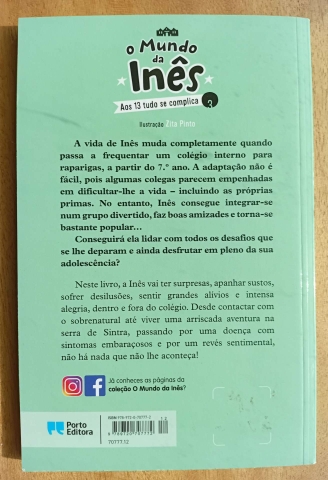 O Mundo
da
Inês
Aos 13 tudo se complica 2
Ilustração Zita Pinto
A vida de Inês muda completamente quando
passa a frequentar um colégio interno para
raparigas, a partir do 7.º ano. A adaptação não é
fácil, pois algumas colegas parecem empenhadas
em dificultar-lhe a vida – incluindo as próprias
primas. No entanto, Inês consegue integrar-se
num grupo divertido, faz boas amizades e torna-se
bastante popular...
Conseguirá ela lidar com todos os desafios que
se lhe deparam e ainda desfrutar em pleno da sua
adolescência?
Neste livro, a Inês vai ter surpresas, apanhar sustos,
sofrer desilusões, sentir grandes alívios e intensa
alegria, dentro e fora do colégio. Desde contactar com
o sobrenatural até viver uma arriscada aventura na
serra de Sintra, passando por uma doença com
sintomas embaraçosos e por um revés sentimental,
não há nada que não lhe aconteça!
Já conheces as páginas da
coleção O Mundo da Inês?
Porto
Editora
70777.12